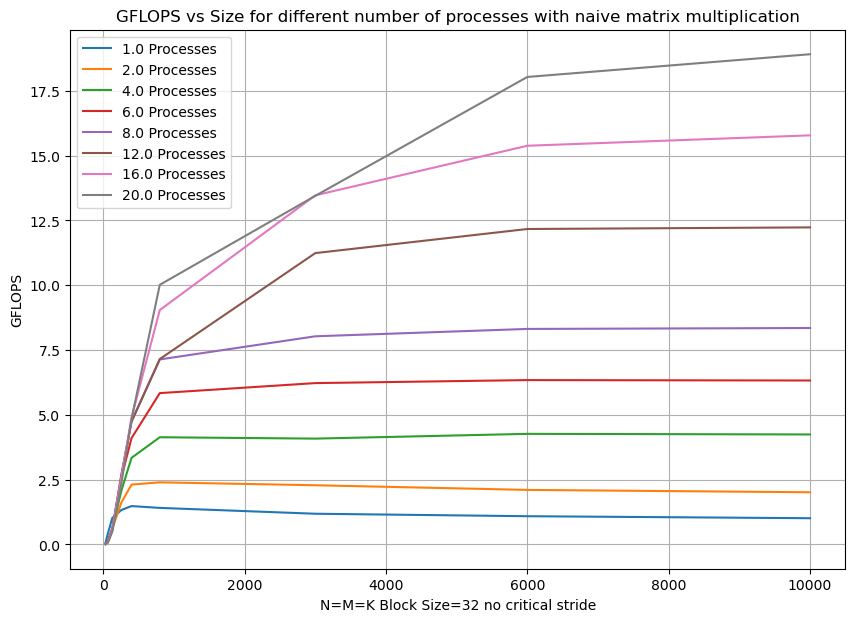 GFLOPS vs Size for different number of processes with naive matrix multiplication
1.0 Processes
2.0 Processes
4.0 Processes
6.0 Processes
8.0 Processes
12.0 Processes
16.0 Processes
20.0 Processes
GFLOPS
17.5
15.0
12.5
10.0
7.5
5.0
2.5
0.0
0 2000 4000 6000 8000 10000
N=M=K Block Size=32 no critical stride